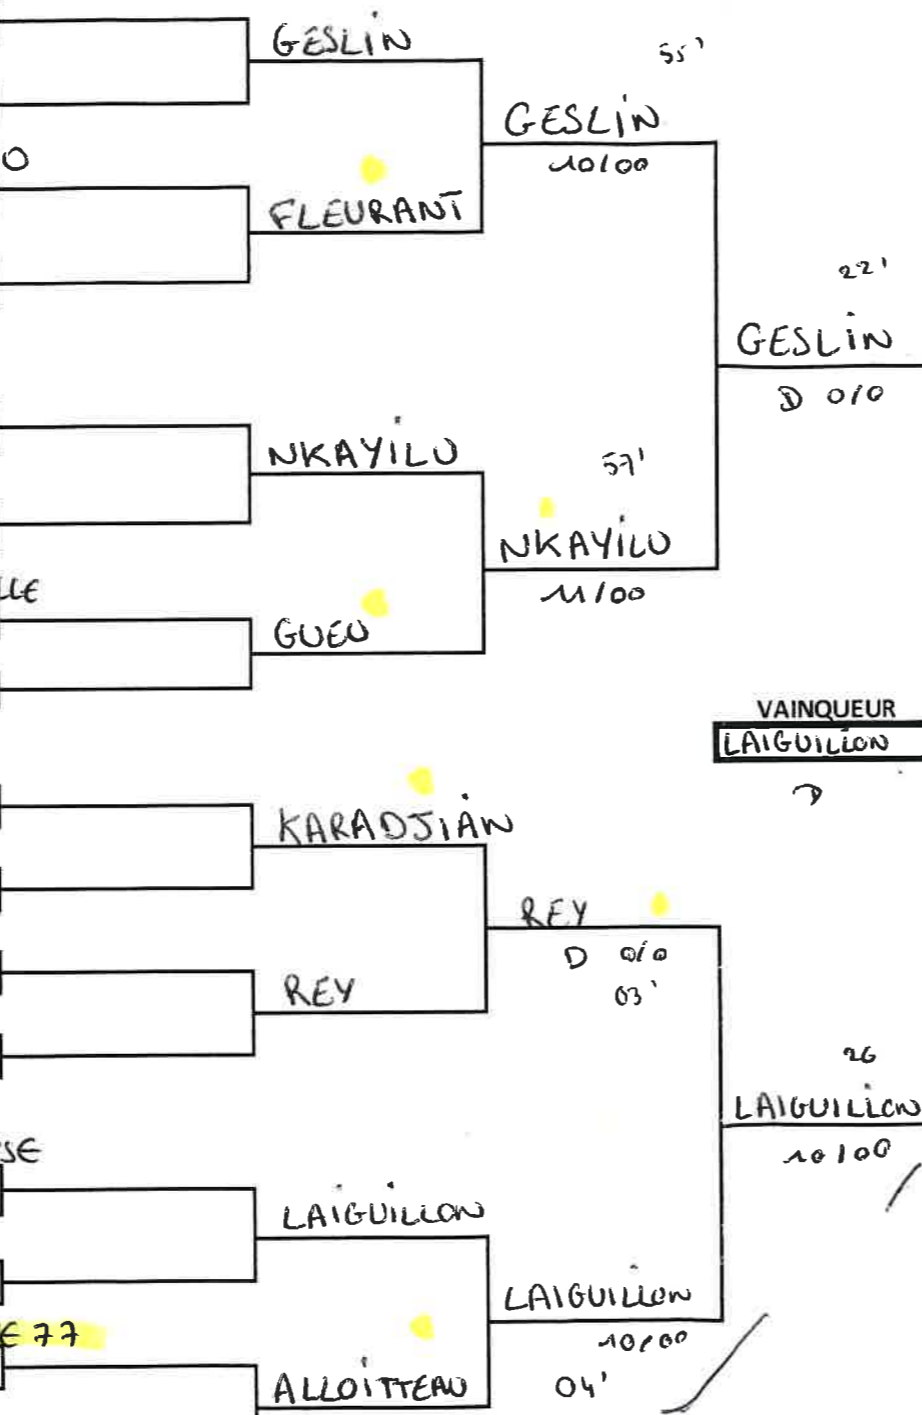 GESLIN
55'
GESLIN
10/00
O
FLEURANT
22'
GESLIN
D 0/0
NKAYILU
57'
NKAYILU
11/00
LLE
GUEU
VAINQUEUR
LAIGUILLON
D
KARADJIAN
REY
D 0/0
03'
REY
26
LAIGUILLON
10/00
SE
LAIGUILLON
LAIGUILLON
10/00
E 77
ALLOITTEAU
04'